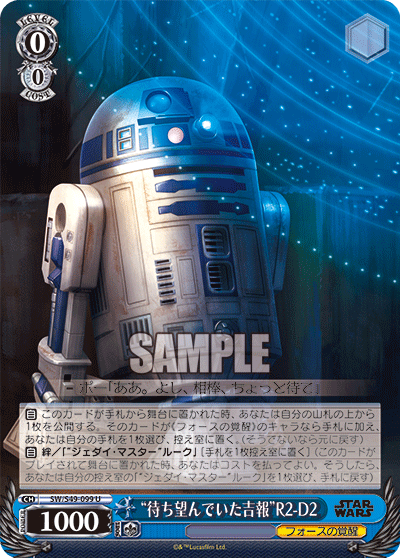 LEVEL
0
0
COST
SAMPLE
ポー「ああ。よし、相棒、ちょっと待て」
自 このカードが手札から舞台に置かれた時、あなたは自分の山札の上から
1枚を公開する。そのカードが《フォースの覚醒》のキャラなら手札に加
え、あなたは自分の手札を1枚選び、控え室に置く。(そうでないなら元に戻す)
自 絆／“ジェダイ・マスター”ルーク [手札を1枚控え室に置く] (このカードが
プレイされて舞台に置かれた時、あなたはコストを払ってよい。そうしたら、
あなたは自分の控え室の“ジェダイ・マスター”ルークを1枚選び、手札に戻す)
CH SW/S49-099 U
1000
“待ち望んでいた吉報”R2-D2
STAR WARS
フォースの覚醒
©&™Lucasfilm Ltd.